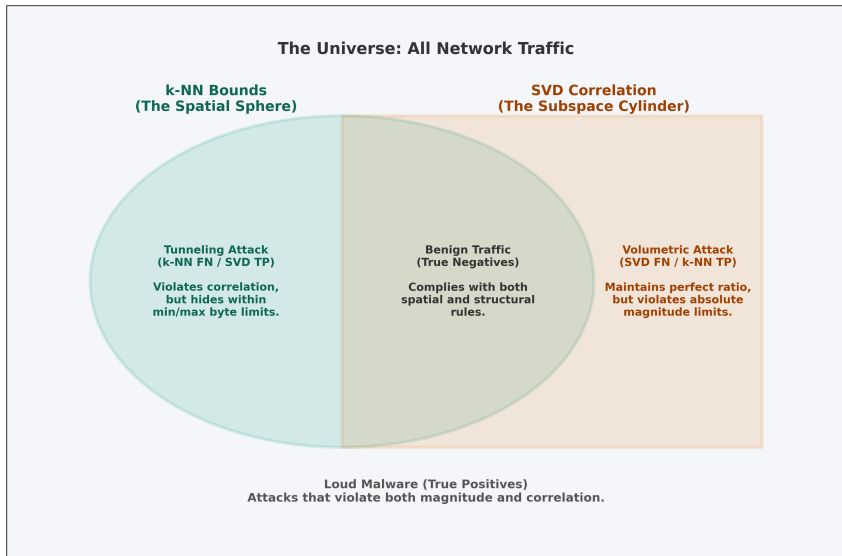 The Universe: All Network Traffic
k-NN Bounds
(The Spatial Sphere)
SVD Correlation
(The Subspace Cylinder)
Tunneling Attack
(k-NN FN / SVD TP)
Violates correlation,
but hides within
min/max byte limits.
Benign Traffic
(True Negatives)
Complies with both
spatial and structural
rules.
Volumetric Attack
(SVD FN / k-NN TP)
Maintains perfect ratio,
but violates absolute
magnitude limits.
Loud Malware (True Positives)
Attacks that violate both magnitude and correlation.